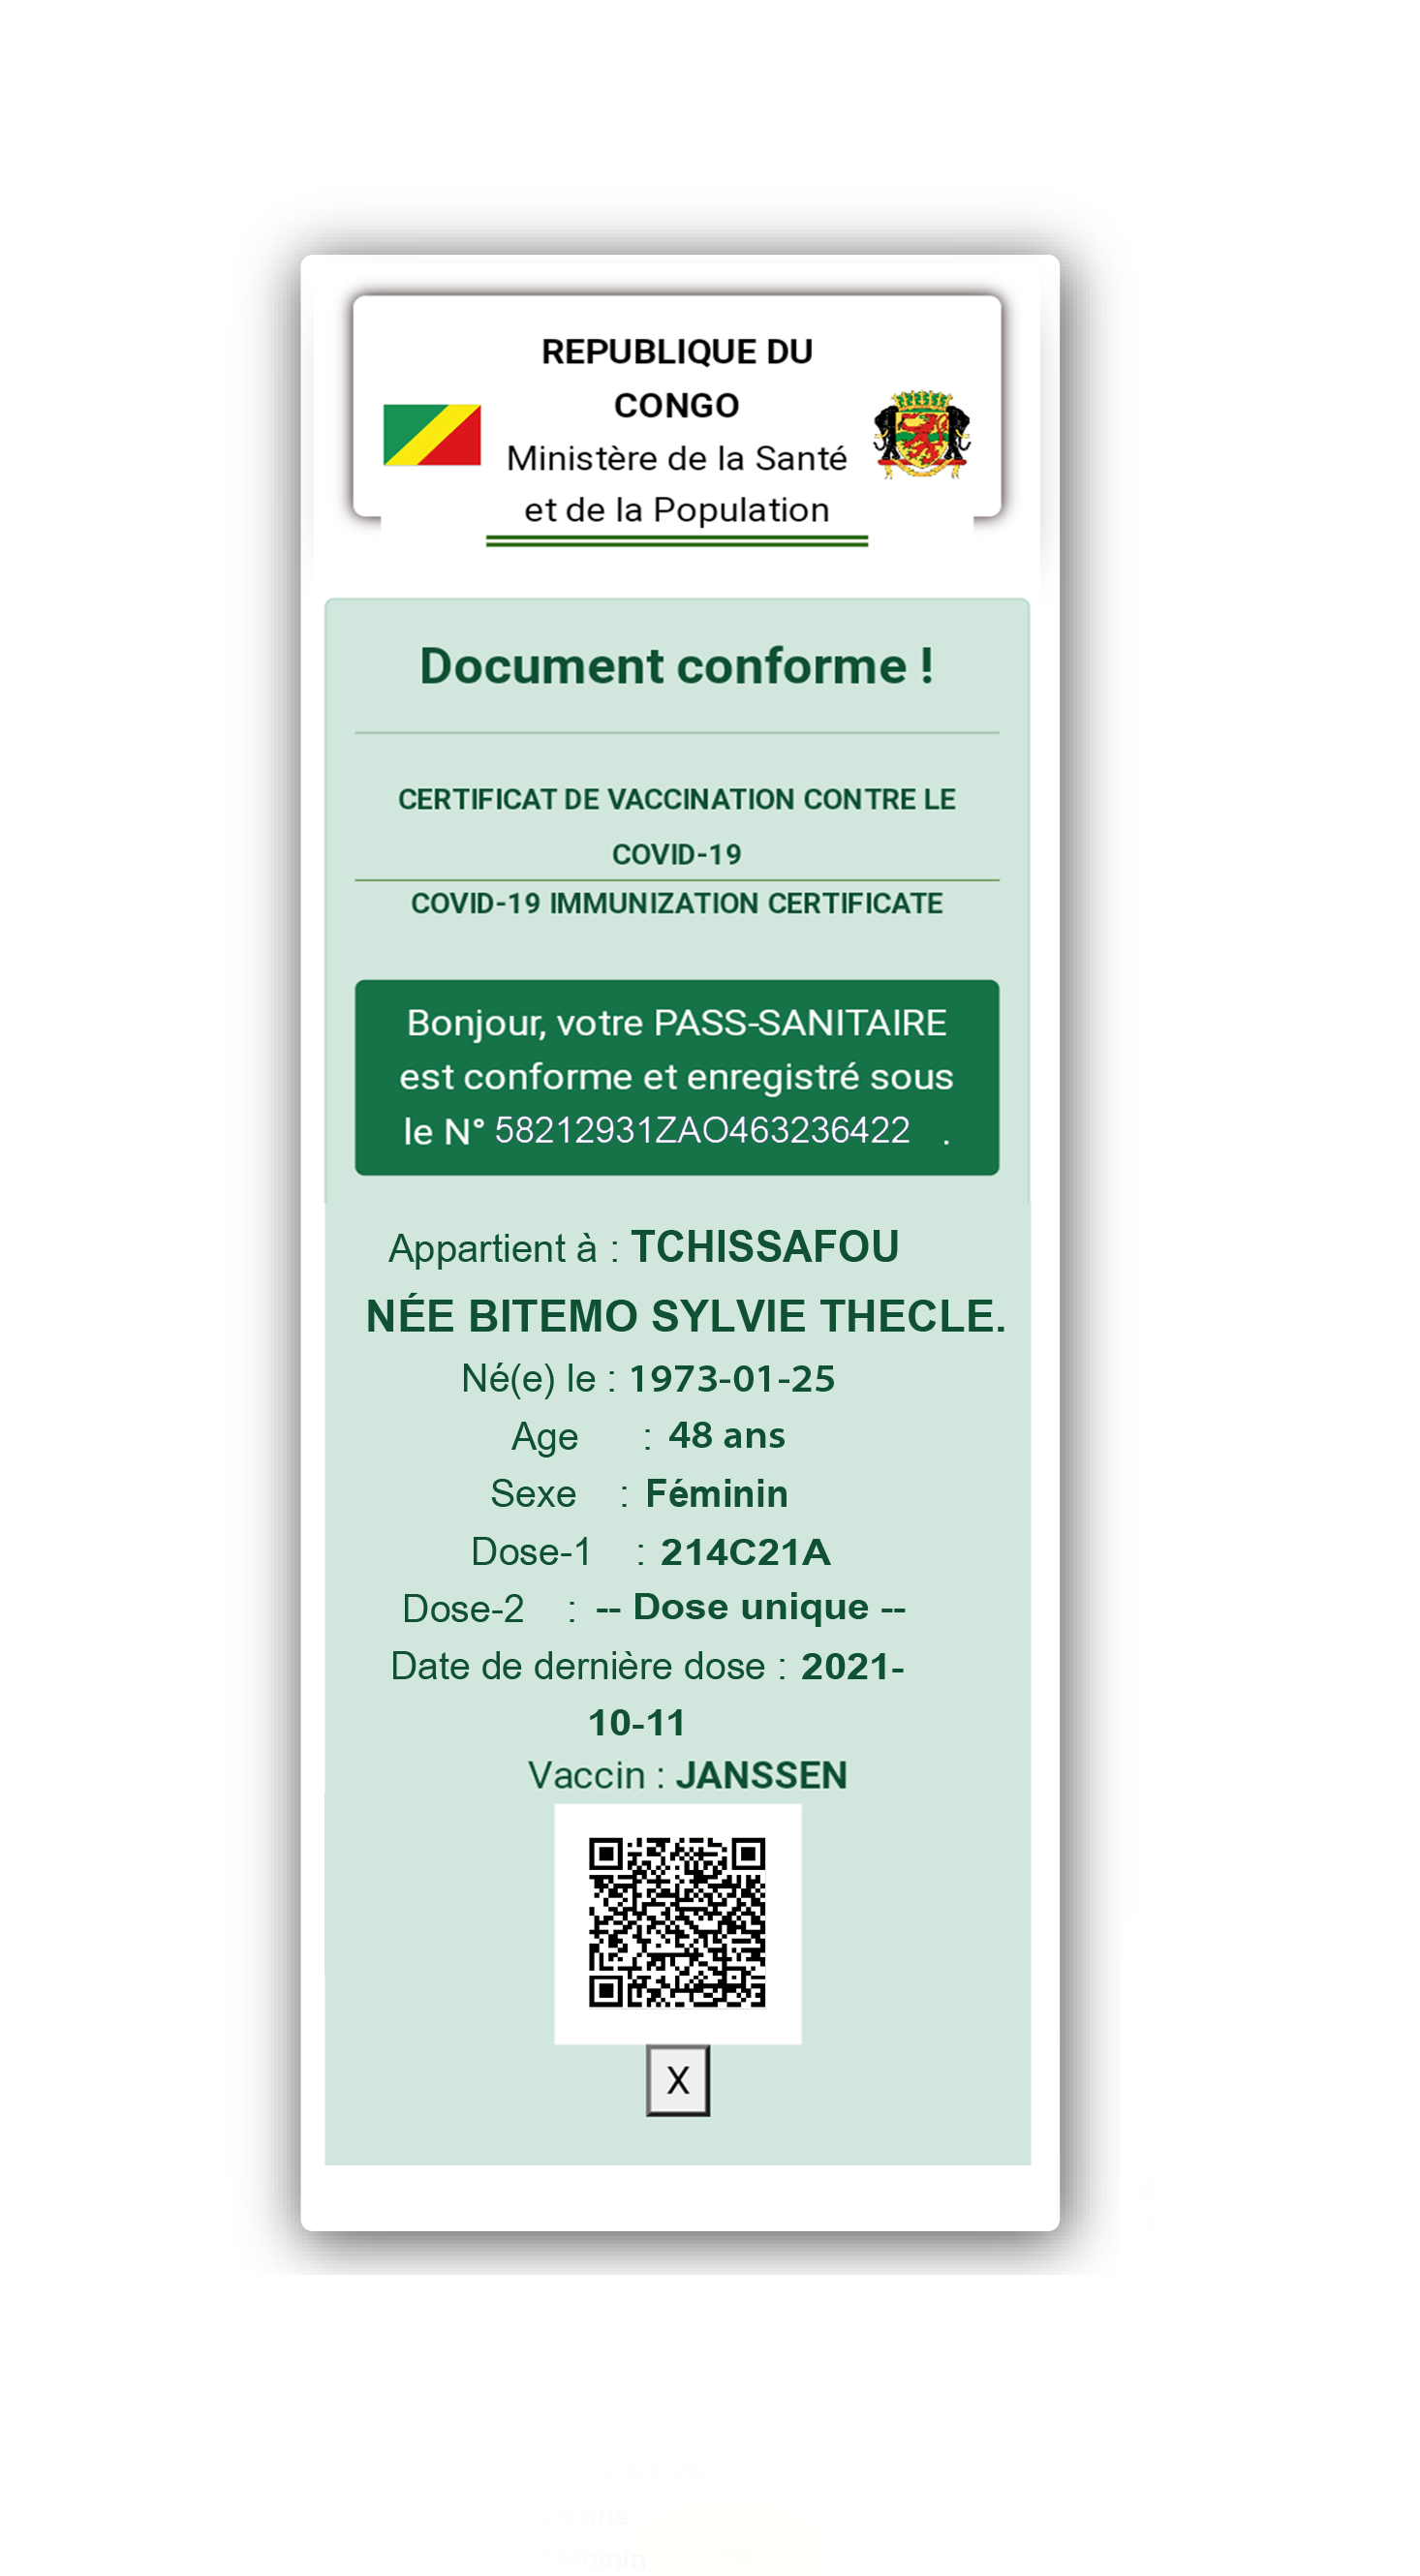 REPUBLIQUE DU
CONGO
Ministère de la Santé
et de la Population
Document conforme !
CERTIFICAT DE VACCINATION CONTRE LE
COVID-19
COVID-19 IMMUNIZATION CERTIFICATE
Bonjour, votre PASS-SANITAIRE
est conforme et enregistré sous
le N° 58212931ZAO463236422 .
Appartient à : TCHISSAFOU
NÉE BITEMO SYLVIE THECLE.
Né(e) le : 1973-01-25
Age : 48 ans
Sexe : Féminin
Dose-1 : 214C21A
Dose-2 : -- Dose unique --
Date de dernière dose : 2021-
10-11
Vaccin : JANSSEN
X